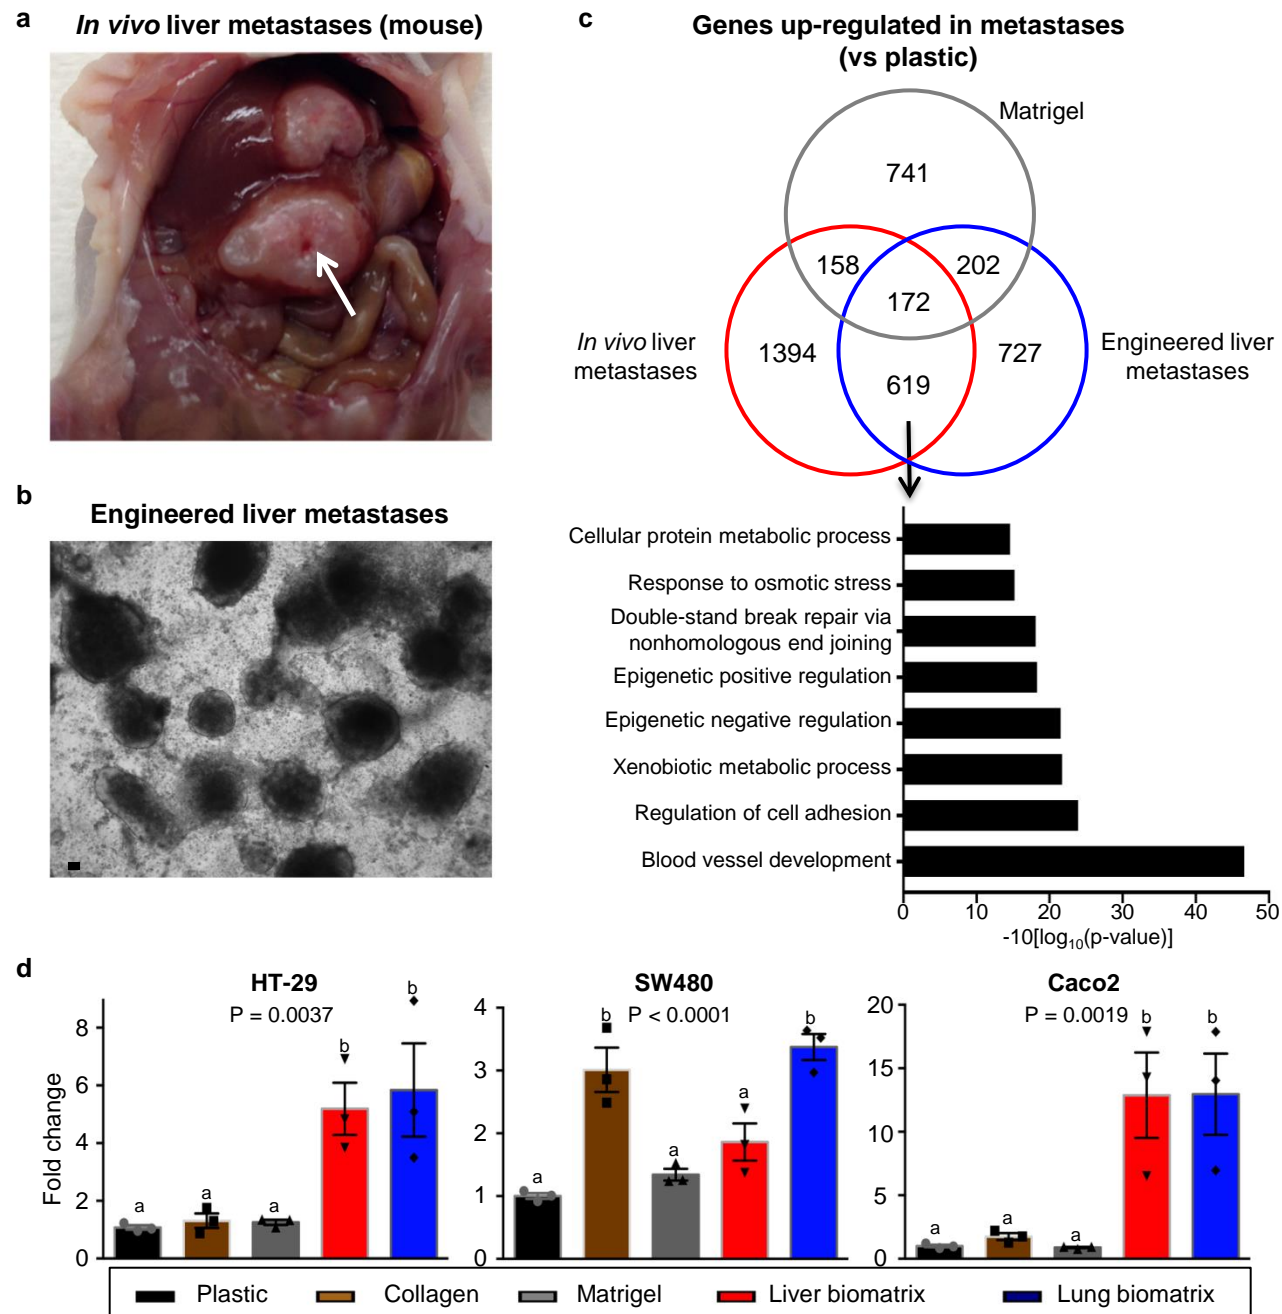 a
In vivo liver metastases (mouse)
b
Engineered liver metastases
c
Genes up-regulated in metastases
(vs plastic)
Matrigel
741
158
202
172
In vivo liver
metastases
1394
727
Engineered liver
metastases
619
Cellular protein metabolic process
Response to osmotic stress
Double-stand break repair via
nonhomologous end joining
Epigenetic positive regulation
Epigenetic negative regulation
Xenobiotic metabolic process
Regulation of cell adhesion
Blood vessel development
0 10 20 30 40 50
-10[log10(p-value)]
d
Fold change
HT-29
P = 0.0037
8
6
4
2
0
a a a b b
SW480
P < 0.0001
4
3
2
1
0
a b a a b
Caco2
P = 0.0019
20
15
10
5
0
a a a b b
Plastic Collagen Matrigel Liver biomatrix Lung biomatrix